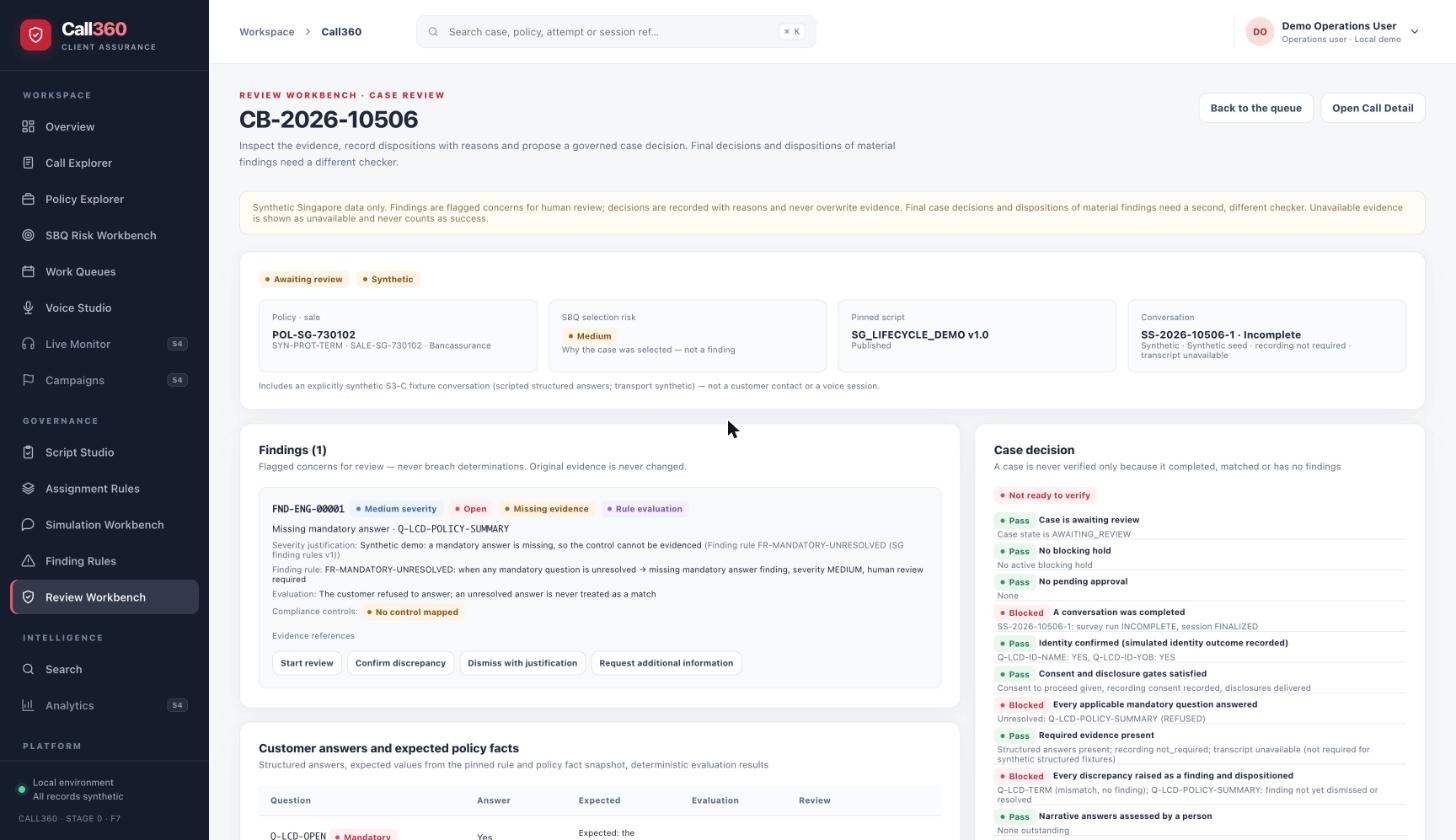 Call360
CLIENT ASSURANCE
WORKSPACE
Overview
Call Explorer
Policy Explorer
SBQ Risk Workbench
Work Queues
Voice Studio
Live Monitor S4
Campaigns S4
GOVERNANCE
Script Studio
Assignment Rules
Simulation Workbench
Finding Rules
Review Workbench
INTELLIGENCE
Search
Analytics S4
PLATFORM
Local environment
All records synthetic
CALL360 · STAGE 0 · F7
Workspace > Call360
Search case, policy, attempt or session ref...
⌘ K
DO
Demo Operations User
Operations user · Local demo
REVIEW WORKBENCH · CASE REVIEW
CB-2026-10506
Inspect the evidence, record dispositions with reasons and propose a governed case decision. Final decisions and dispositions of material
findings need a different checker.
Back to the queue
Open Call Detail
Synthetic Singapore data only. Findings are flagged concerns for human review; decisions are recorded with reasons and never overwrite evidence. Final case decisions and dispositions of material findings need a second, different checker. Unavailable evidence
is shown as unavailable and never counts as success.
Awaiting review
Synthetic
Policy · sale
POL-SG-730102
SYN-PROT-TERM · SALE-SG-730102 · Bancassurance
SBQ selection risk
Medium
Why the case was selected — not a finding
Pinned script
SG_LIFECYCLE_DEMO v1.0
Published
Conversation
SS-2026-10506-1 · Incomplete
Synthetic · Synthetic seed · recording not required ·
transcript unavailable
Includes an explicitly synthetic S3-C fixture conversation (scripted structured answers; transport synthetic) — not a customer contact or a voice session.
Findings (1)
Flagged concerns for review — never breach determinations. Original evidence is never changed.
FND-ENG-00001 Medium severity Open Missing evidence Rule evaluation
Missing mandatory answer · Q-LCD-POLICY-SUMMARY
Severity justification: Synthetic demo: a mandatory answer is missing, so the control cannot be evidenced (Finding rule FR-MANDATORY-UNRESOLVED (SG
finding rules v1))
Finding rule: FR-MANDATORY-UNRESOLVED: when any mandatory question is unresolved → missing mandatory answer finding, severity MEDIUM, human review
required
Evaluation: The customer refused to answer; an unresolved answer is never treated as a match
Compliance controls: No control mapped
Evidence references
Start review
Confirm discrepancy
Dismiss with justification
Request additional information
Customer answers and expected policy facts
Structured answers, expected values from the pinned rule and policy fact snapshot, deterministic evaluation results
Question Answer Expected Evaluation Review
Q-LCD-OPEN Mandatory Yes Expected: the
Case decision
A case is never verified only because it completed, matched or has no findings
Not ready to verify
Pass Case is awaiting review
Case state is AWAITING_REVIEW
Pass No blocking hold
No active blocking hold
Pass No pending approval
None
Blocked A conversation was completed
SS-2026-10506-1: survey run INCOMPLETE, session FINALIZED
Pass Identity confirmed (simulated identity outcome recorded)
Q-LCD-ID-NAME: YES, Q-LCD-ID-YOB: YES
Pass Consent and disclosure gates satisfied
Consent to proceed given, recording consent recorded, disclosures delivered
Blocked Every applicable mandatory question answered
Unresolved: Q-LCD-POLICY-SUMMARY (REFUSED)
Pass Required evidence present
Structured answers present; recording not_required; transcript unavailable (not required for
synthetic structured fixtures)
Blocked Every discrepancy raised as a finding and dispositioned
Q-LCD-TERM (mismatch, no finding); Q-LCD-POLICY-SUMMARY: finding not yet dismissed or
resolved
Pass Narrative answers assessed by a person
None outstanding